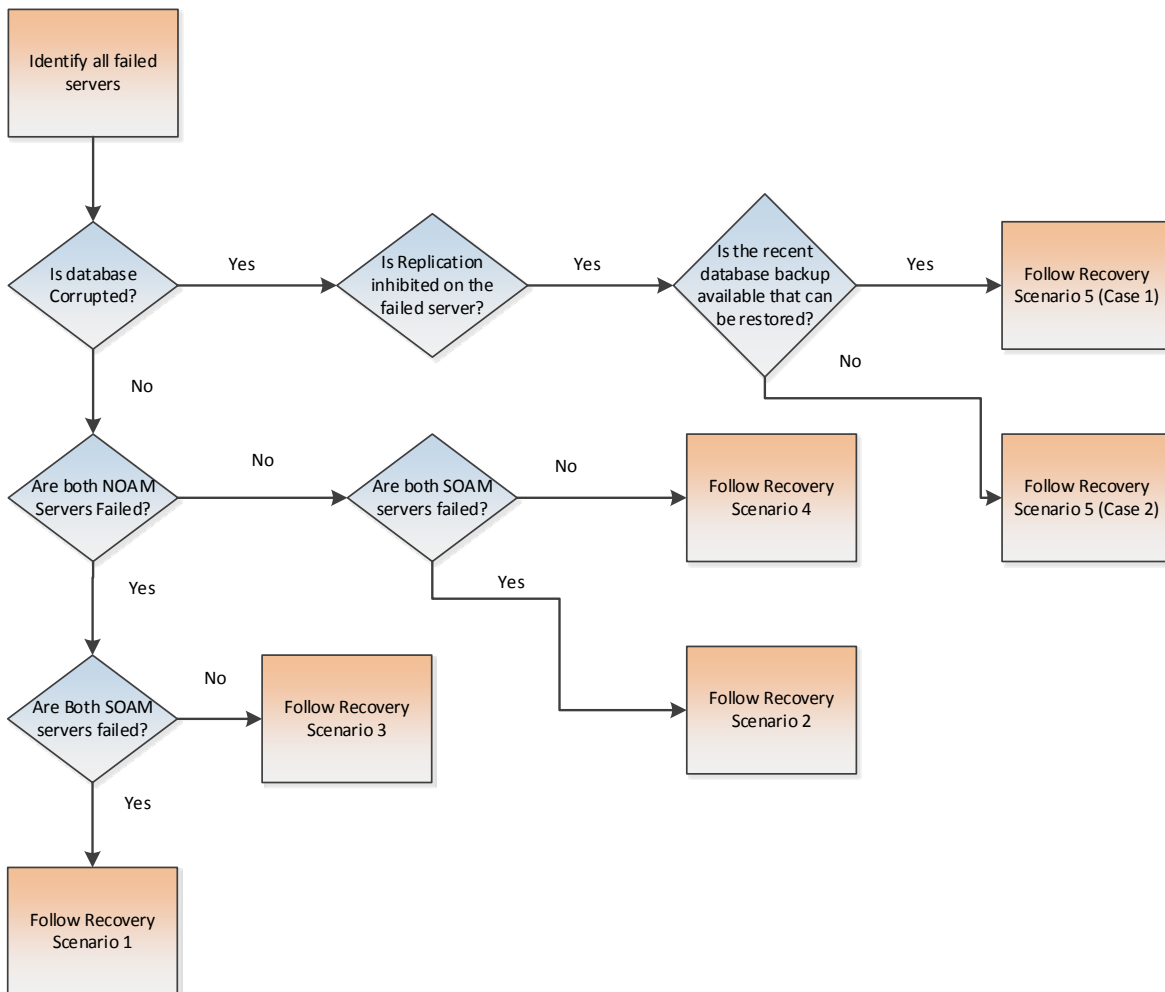 Identify all failed
servers
Is database
Corrupted?
Yes
Is Replication
inhibited on the
failed server?
Yes
Is the recent
database backup
available that can
be restored?
Yes
Follow Recovery
Scenario 5 (Case 1)
No
No
Are both NOAM
Servers Failed?
No
Are both SOAM
servers failed?
No
Follow Recovery
Scenario 4
Follow Recovery
Scenario 5 (Case 2)
Yes
Yes
Are Both SOAM
servers failed?
No
Follow Recovery
Scenario 3
Follow Recovery
Scenario 2
Yes
Follow Recovery
Scenario 1